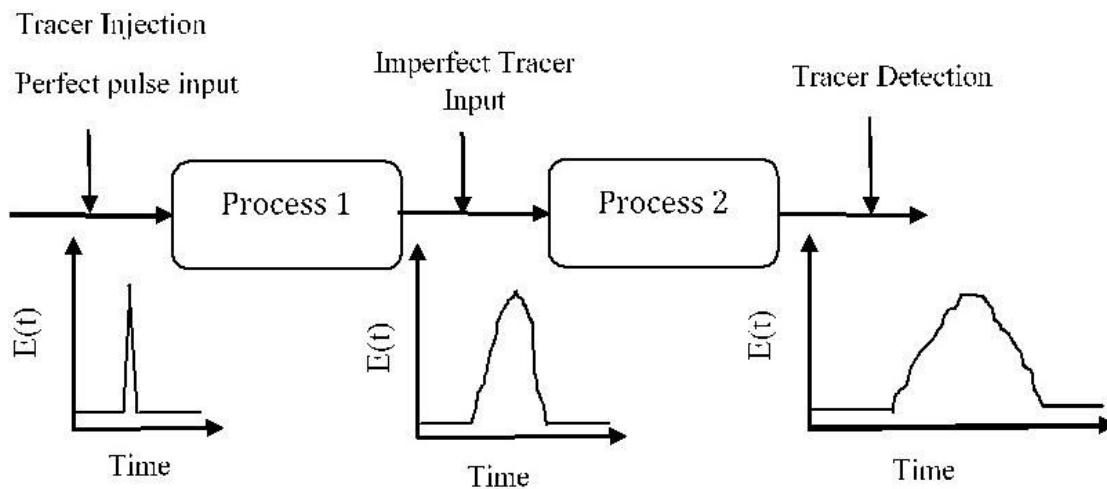 Tracer Injection
Perfect pulse input
Imperfect Tracer
Input
Tracer Detection
Process 1
Process 2
E(t)
Time
E(t)
Time
E(t)
Time